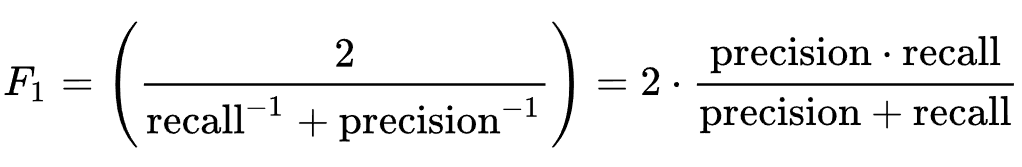 F₁ = ( 2 / (recall⁻¹ + precision⁻¹) ) = 2 · (precision · recall) / (precision + recall)